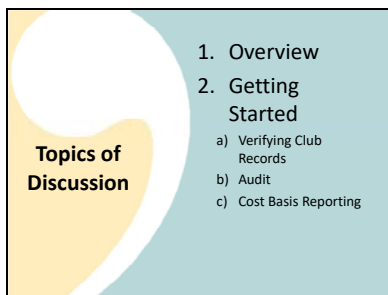 Topics of
Discussion
1. Overview
2. Getting
Started
a) Verifying Club
Records
b) Audit
c) Cost Basis Reporting